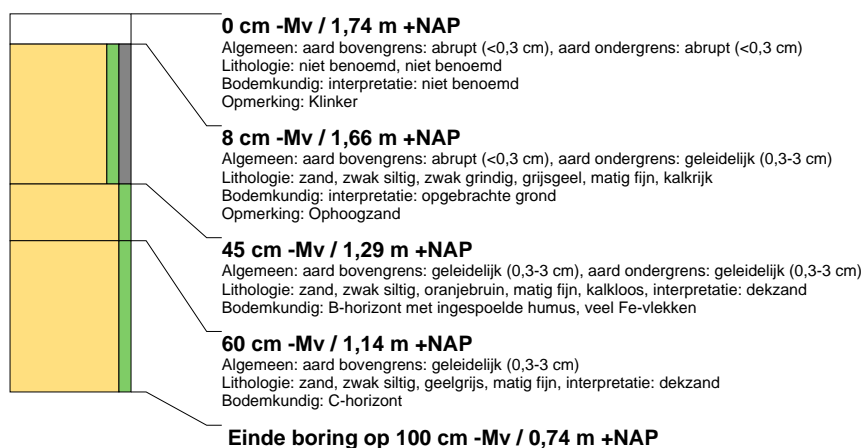 0 cm -Mv / 1,74 m +NAP
Algemeen: aard bovengrens: abrupt (<0,3 cm), aard ondergrens: abrupt (<0,3 cm)
Lithologie: niet benoemd, niet benoemd
Bodemkundig: interpretatie: niet benoemd
Opmerking: Klinker
8 cm -Mv / 1,66 m +NAP
Algemeen: aard bovengrens: abrupt (<0,3 cm), aard ondergrens: geleidelijk (0,3-3 cm)
Lithologie: zand, zwak siltig, zwak grindig, grijsgeel, matig fijn, kalkrijk
Bodemkundig: interpretatie: opgebrachte grond
Opmerking: Ophoogzand
45 cm -Mv / 1,29 m +NAP
Algemeen: aard bovengrens: geleidelijk (0,3-3 cm), aard ondergrens: geleidelijk (0,3-3 cm)
Lithologie: zand, zwak siltig, oranjebruin, matig fijn, kalkloos, interpretatie: dekzand
Bodemkundig: B-horizont met ingespoelde humus, veel Fe-vlekken
60 cm -Mv / 1,14 m +NAP
Algemeen: aard bovengrens: geleidelijk (0,3-3 cm)
Lithologie: zand, zwak siltig, geelgrijs, matig fijn, interpretatie: dekzand
Bodemkundig: C-horizont
Einde boring op 100 cm -Mv / 0,74 m +NAP